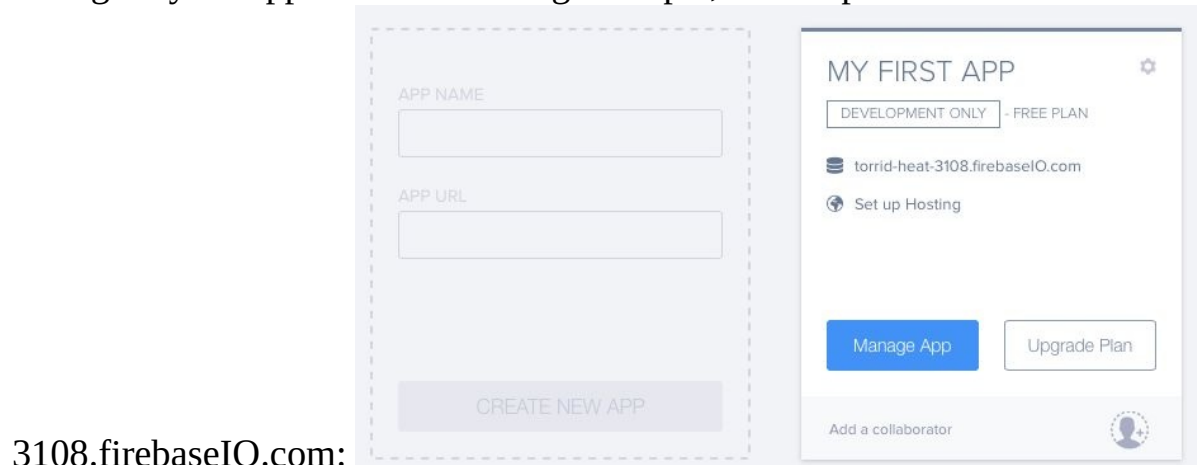 APP NAME
APP URL
CREATE NEW APP
MY FIRST APP
DEVELOPMENT ONLY - FREE PLAN
torrid-heat-3108.firebaseIO.com
Set up Hosting
Manage App Upgrade Plan
Add a collaborator
3108.firebaseIO.com: